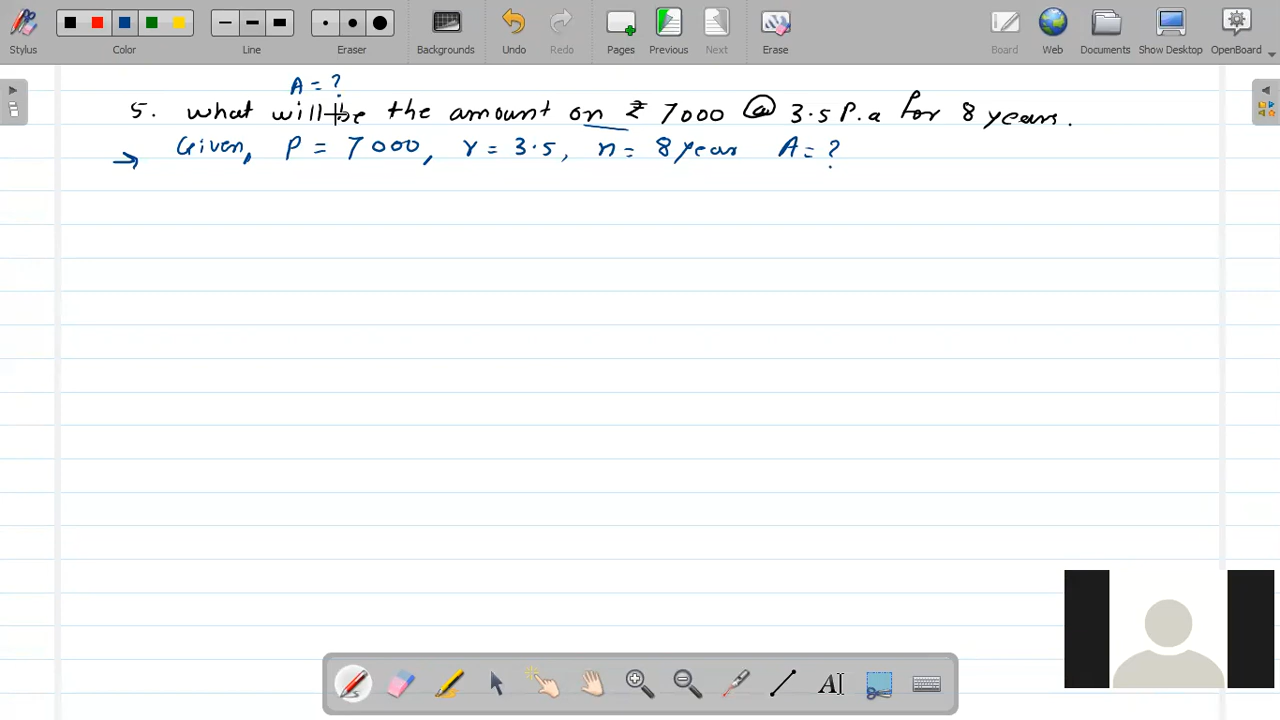 Stylus Color Line Eraser Backgrounds Undo Redo Pages Previous Next Erase Board Web Documents Show Desktop OpenBoard
A = ?
5. what will be the amount on ₹ 7000 @ 3.5 P.a for 8 years.
→ Given, P = 7000, r = 3.5, n = 8 year A = ?